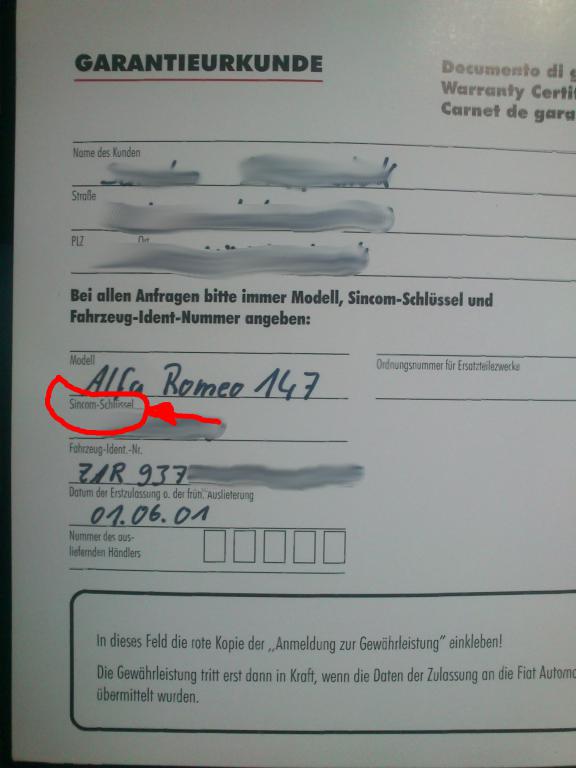 GARANTIEURKUNDE
Documento di g
Warranty Certi
Carnet de gara
Name des Kunden
Straße
PLZ Ort
Bei allen Anfragen bitte immer Modell, Sincom-Schlüssel und
Fahrzeug-Ident-Nummer angeben:
Modell
Alfa Romeo 147
Ordnungsnummer für Ersatzteilezwecke
Sincom-Schlüssel
Fahrzeug-Ident.-Nr.
Z1R 937
Datum der Erstzulassung o. der früh. Auslieferung
01.06.01
Nummer des aus-
liefernden Händlers
In dieses Feld die rote Kopie der „Anmeldung zur Gewährleistung" einkleben!
Die Gewährleistung tritt erst dann in Kraft, wenn die Daten der Zulassung an die Fiat Automo
übermittelt wurden.